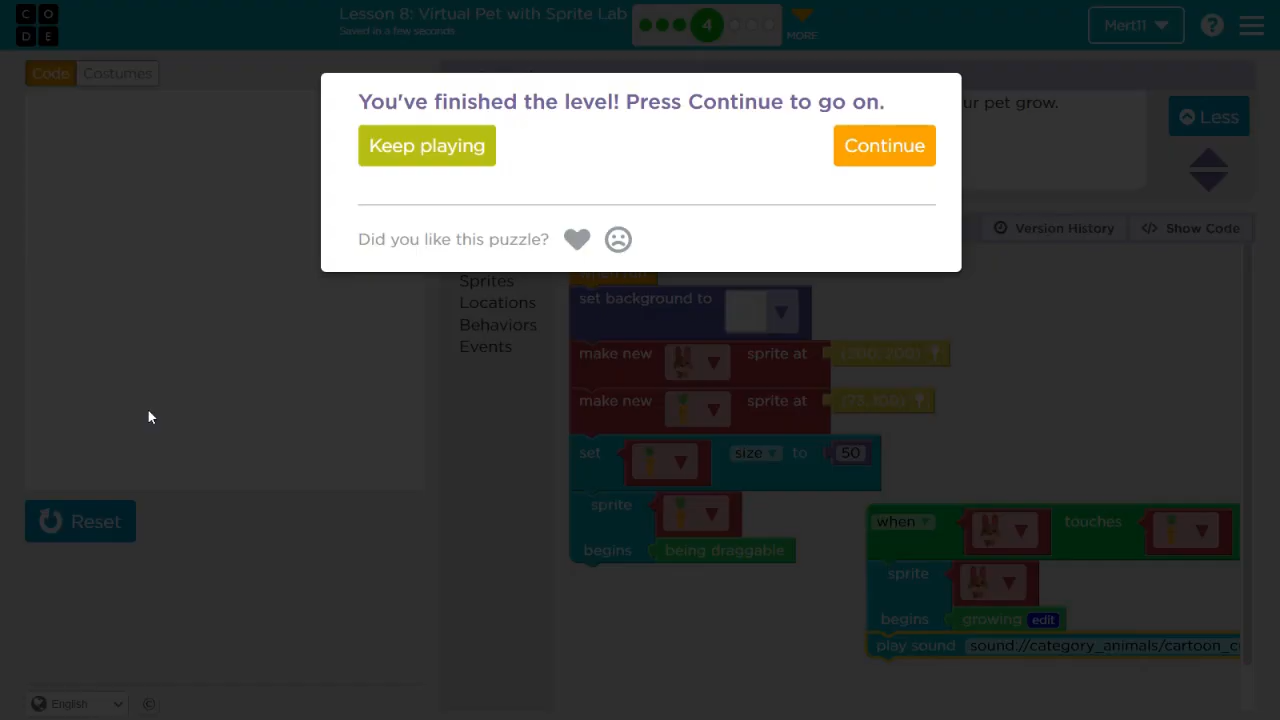 C O
D E
Lesson 8: Virtual Pet with Sprite Lab
Saved in a few seconds
4
MORE
Mert11
?
Code
Costumes
You've finished the level! Press Continue to go on.
Keep playing
Continue
Did you like this puzzle?
ur pet grow.
Less
Version History
Show Code
Sprites
Locations
Behaviors
Events
set background to
make new
sprite at
(200, 200)
make new
sprite at
(73, 109)
set
size
to
50
sprite
begins
being draggable
when
touches
sprite
begins
growing
edit
play sound
sound://category_animals/cartoon_c
Reset
English
©